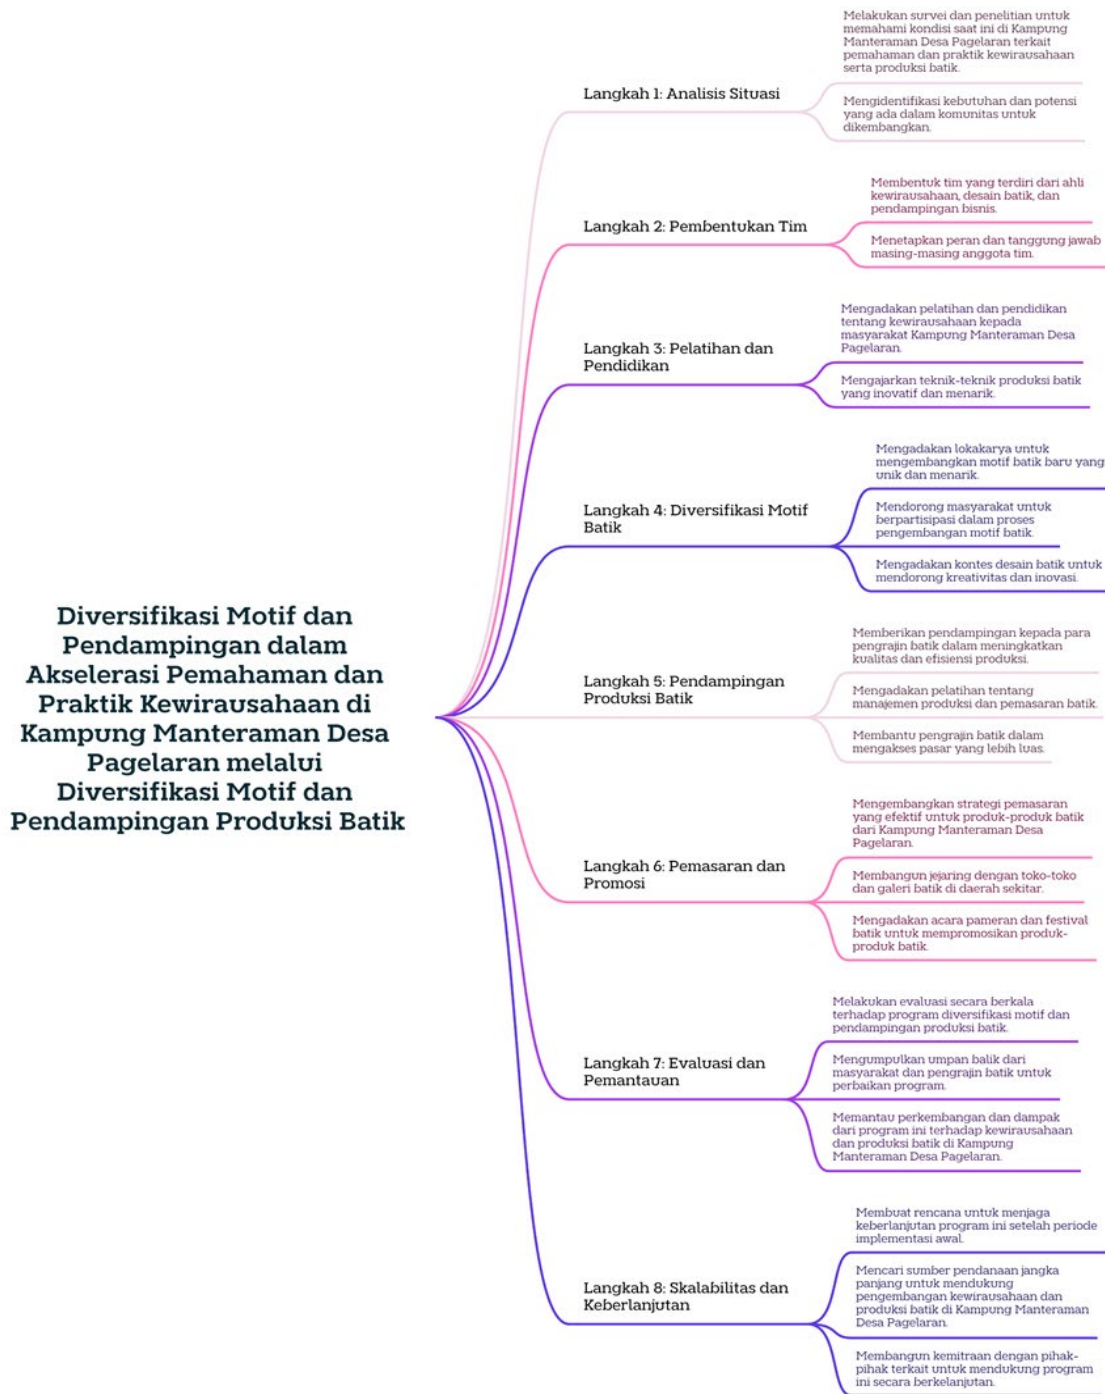 Diversifikasi Motif dan
Pendampingan dalam
Akselerasi Pemahaman dan
Praktik Kewirausahaan di
Kampung Manteraman Desa
Pagelaran melalui
Diversifikasi Motif dan
Pendampingan Produksi Batik
Langkah 1: Analisis Situasi
Melakukan survei dan penelitian untuk
memahami kondisi saat ini di Kampung
Manteraman Desa Pagelaran terkait
pemahaman dan praktik kewirausahaan
serta produksi batik.
Mengidentifikasi kebutuhan dan potensi
yang ada dalam komunitas untuk
dikembangkan.
Langkah 2: Pembentukan Tim
Membentuk tim yang terdiri dari ahli
kewirausahaan, desain batik, dan
pendampingan bisnis.
Menetapkan peran dan tanggung jawab
masing-masing anggota tim.
Langkah 3: Pelatihan dan
Pendidikan
Mengadakan pelatihan dan pendidikan
tentang kewirausahaan kepada
masyarakat Kampung Manteraman Desa
Pagelaran.
Mengajarkan teknik-teknik produksi batik
yang inovatif dan menarik.
Langkah 4: Diversifikasi Motif
Batik
Mengadakan lokakarya untuk
mengembangkan motif batik baru yang
unik dan menarik.
Mendorong masyarakat untuk
berpartisipasi dalam proses
pengembangan motif batik.
Mengadakan kontes desain batik untuk
mendorong kreativitas dan inovasi.
Langkah 5: Pendampingan
Produksi Batik
Memberikan pendampingan kepada para
pengrajin batik dalam meningkatkan
kualitas dan efisiensi produksi.
Mengadakan pelatihan tentang
manajemen produksi dan pemasaran batik.
Membantu pengrajin batik dalam
mengakses pasar yang lebih luas.
Langkah 6: Pemasaran dan
Promosi
Mengembangkan strategi pemasaran
yang efektif untuk produk-produk batik
dari Kampung Manteraman Desa
Pagelaran.
Membangun jejaring dengan toko-toko
dan galeri batik di daerah sekitar.
Mengadakan acara pameran dan festival
batik untuk mempromosikan produk-
produk batik.
Langkah 7: Evaluasi dan
Pemantauan
Melakukan evaluasi secara berkala
terhadap program diversifikasi motif dan
pendampingan produksi batik.
Mengumpulkan umpan balik dari
masyarakat dan pengrajin batik untuk
perbaikan program.
Memantau perkembangan dan dampak
dari program ini terhadap kewirausahaan
dan produksi batik di Kampung
Manteraman Desa Pagelaran.
Langkah 8: Skalabilitas dan
Keberlanjutan
Membuat rencana untuk menjaga
keberlanjutan program ini setelah periode
implementasi awal.
Mencari sumber pendanaan jangka
panjang untuk mendukung
pengembangan kewirausahaan dan
produksi batik di Kampung Manteraman
Desa Pagelaran.
Membangun kemitraan dengan pihak-
pihak terkait untuk mendukung program
ini secara berkelanjutan.